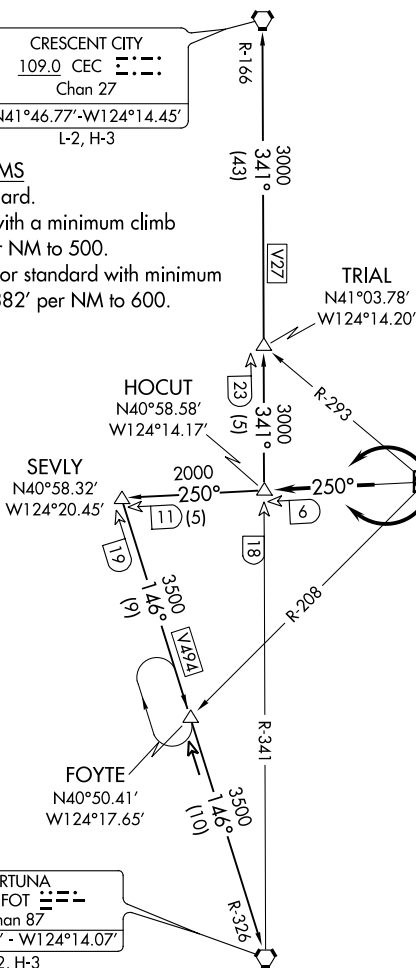 CRESCENT CITY
109.0 CEC
Chan 27
N41°46.77'-W124°14.45'
L-2, H-3
R-166
3000
341°
(43)
V27
ard.
with a minimum climb
r NM to 500.
or standard with minimum
382' per NM to 600.
TRIAL
N41°03.78'
W124°14.20'
23
(5)
3000
341°
R-293
HOCUT
N40°58.58'
W124°14.17'
SEVLY
N40°58.32'
W124°20.45'
2000
250°
11
(5)
250°
6
18
19
3500
146°
(9)
V494
R-208
R-341
FOYTE
N40°50.41'
W124°17.65'
3500
146°
(10)
R-326
RTUNA
FOT
han 87
' - W124°14.07'
2, H-3